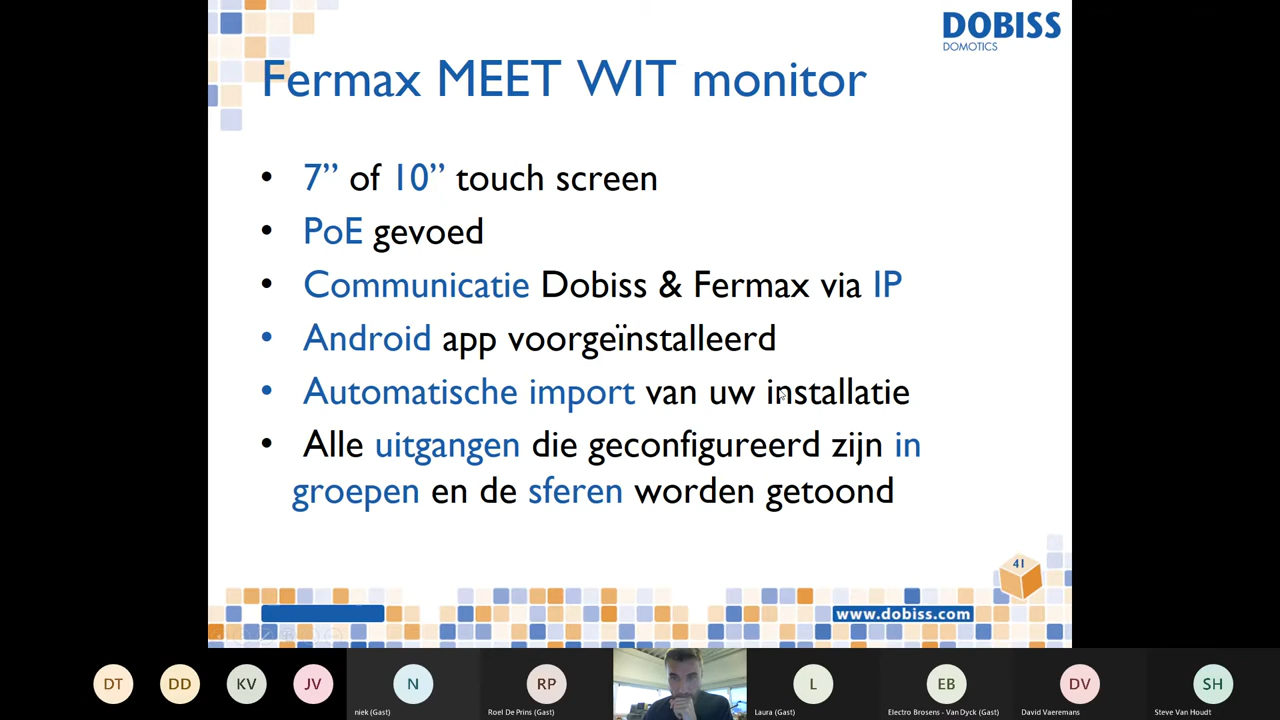 DOBISS
DOMOTICS
Fermax MEET WIT monitor
• 7” of 10” touch screen
• PoE gevoed
• Communicatie Dobiss & Fermax via IP
• Android app voorgeïnstalleerd
• Automatische import van uw installatie
• Alle uitgangen die geconfigureerd zijn in
groepen en de sferen worden getoond
41
www.dobiss.com
DT DD KV JV N RP L EB DV SH
niek (Gast) Roel De Prins (Gast) Laura (Gast) Electro Brosens - Van Dyck (Gast) David Vaeremans Steve Van Houdt